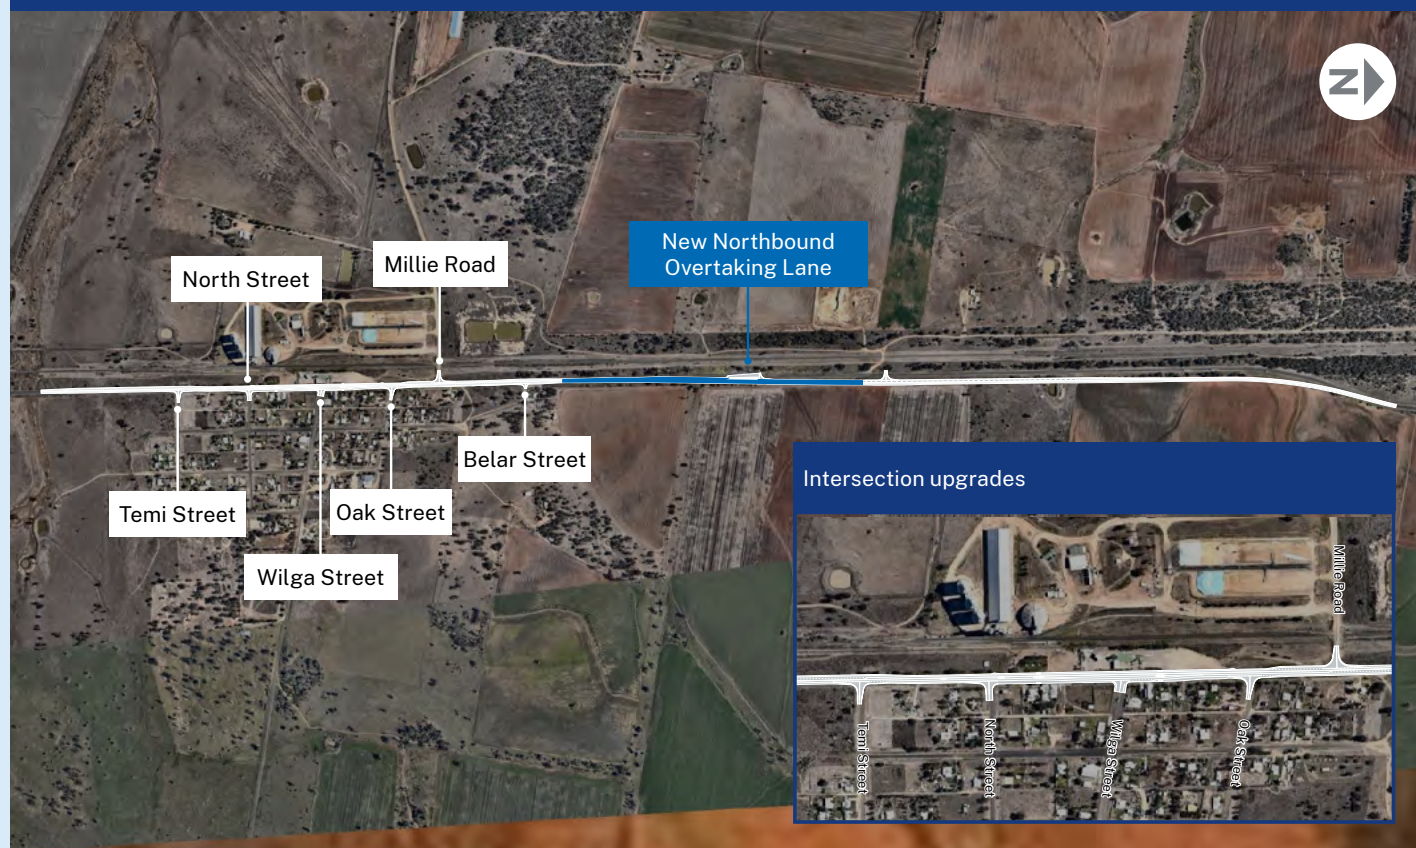 N
New Northbound
Overtaking Lane
Millie Road
North Street
Belar Street
Temi Street
Oak Street
Wilga Street
Intersection upgrades
Millie Road
Temi Street
North Street
Wilga Street
Oak Street